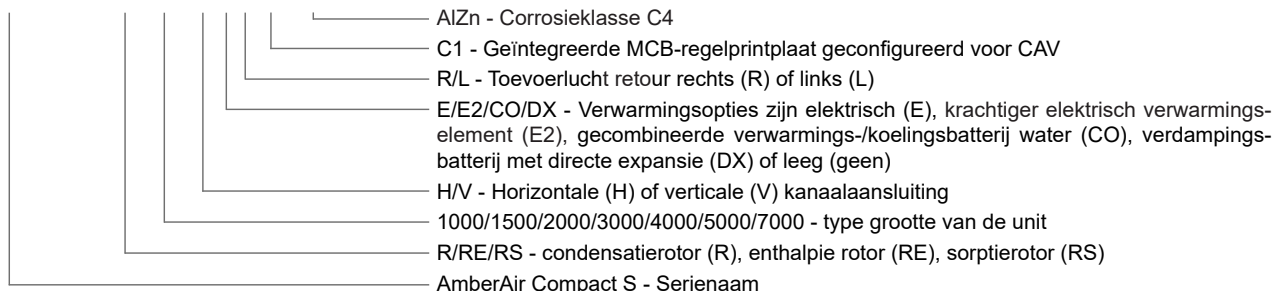 AlZn - Corrosieklasse C4
C1 - Geïntegreerde MCB-regelprintplaat geconfigureerd voor CAV
R/L - Toevoerlucht retour rechts (R) of links (L)
E/E2/CO/DX - Verwarmingsopties zijn elektrisch (E), krachtiger elektrisch verwarmings-
element (E2), gecombineerde verwarmings-/koelingsbatterij water (CO), verdampings-
batterij met directe expansie (DX) of leeg (geen)
H/V - Horizontale (H) of verticale (V) kanaalaansluiting
1000/1500/2000/3000/4000/5000/7000 - type grootte van de unit
R/RE/RS - condensatierotor (R), enthalpie rotor (RE), sorptierotor (RS)
AmberAir Compact S - Serienaam